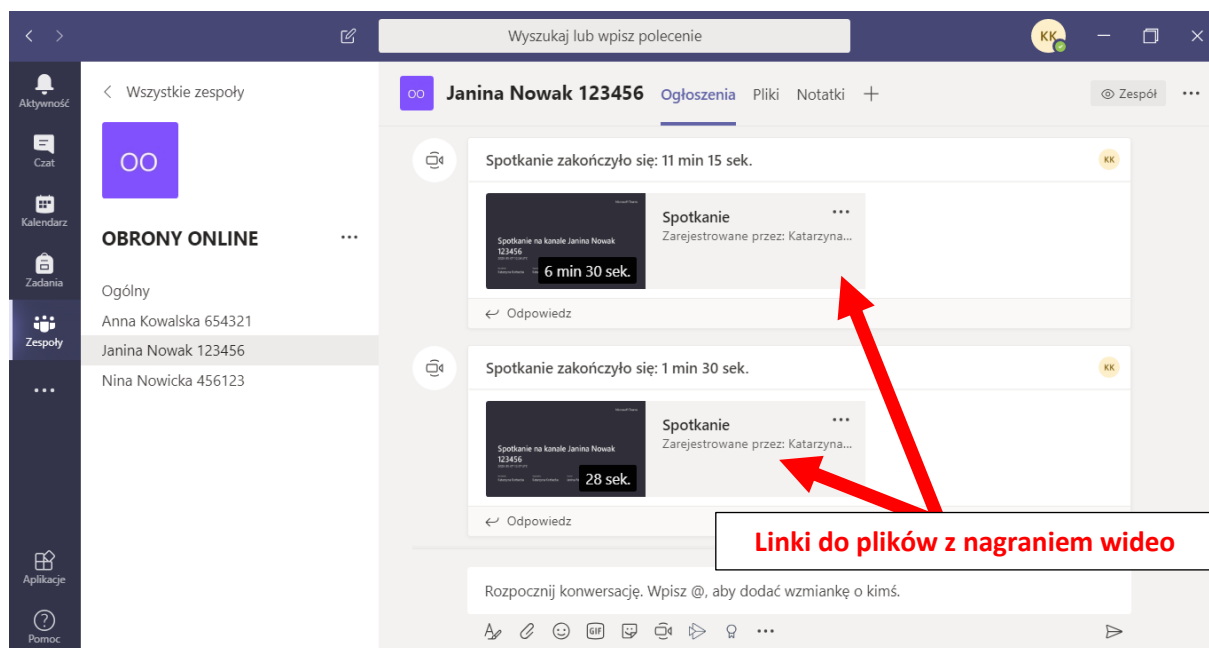 Wyszukaj lub wpisz polecenie
KK
Aktywność
Czat
Kalendarz
Zadania
Zespoły
Aplikacje
Pomoc
Wszystkie zespoły
OO
OBRONY ONLINE
Ogólny
Anna Kowalska 654321
Janina Nowak 123456
Nina Nowicka 456123
OO Janina Nowak 123456 Ogłoszenia Pliki Notatki
Zespół
Spotkanie zakończyło się: 11 min 15 sek.
KK
Spotkanie na kanale Janina Nowak
123456
6 min 30 sek.
Spotkanie
Zarejestrowane przez: Katarzyna...
Odpowiedz
Spotkanie zakończyło się: 1 min 30 sek.
KK
Spotkanie na kanale Janina Nowak
123456
28 sek.
Spotkanie
Zarejestrowane przez: Katarzyna...
Odpowiedz
Linki do plików z nagraniem wideo
Rozpocznij konwersację. Wpisz @, aby dodać wzmiankę o kimś.
GIF